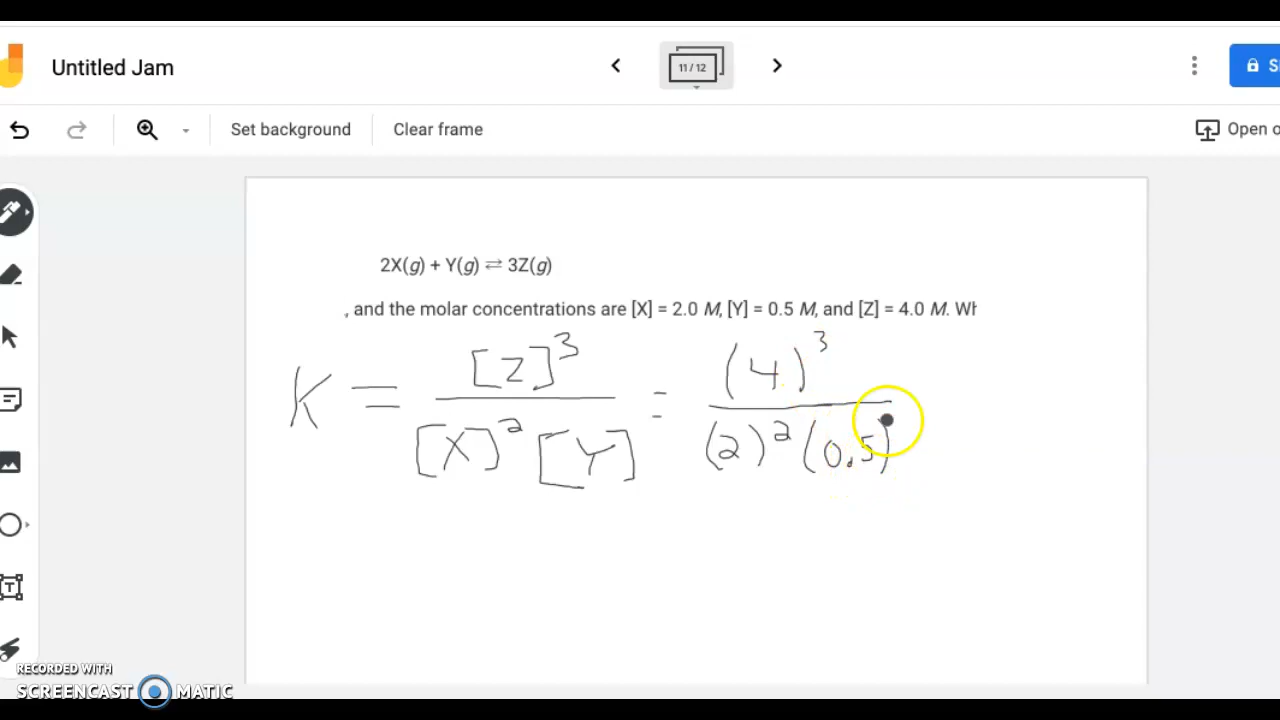 Untitled Jam
11 / 12
Set background
Clear frame
Open o
2X(g) + Y(g) ⇌ 3Z(g)
, and the molar concentrations are [X] = 2.0 M, [Y] = 0.5 M, and [Z] = 4.0 M. Wh
K = [Z]³ / [X]² [Y] = (4)³ / (2)² (0.5)
RECORDED WITH
SCREENCAST MATIC